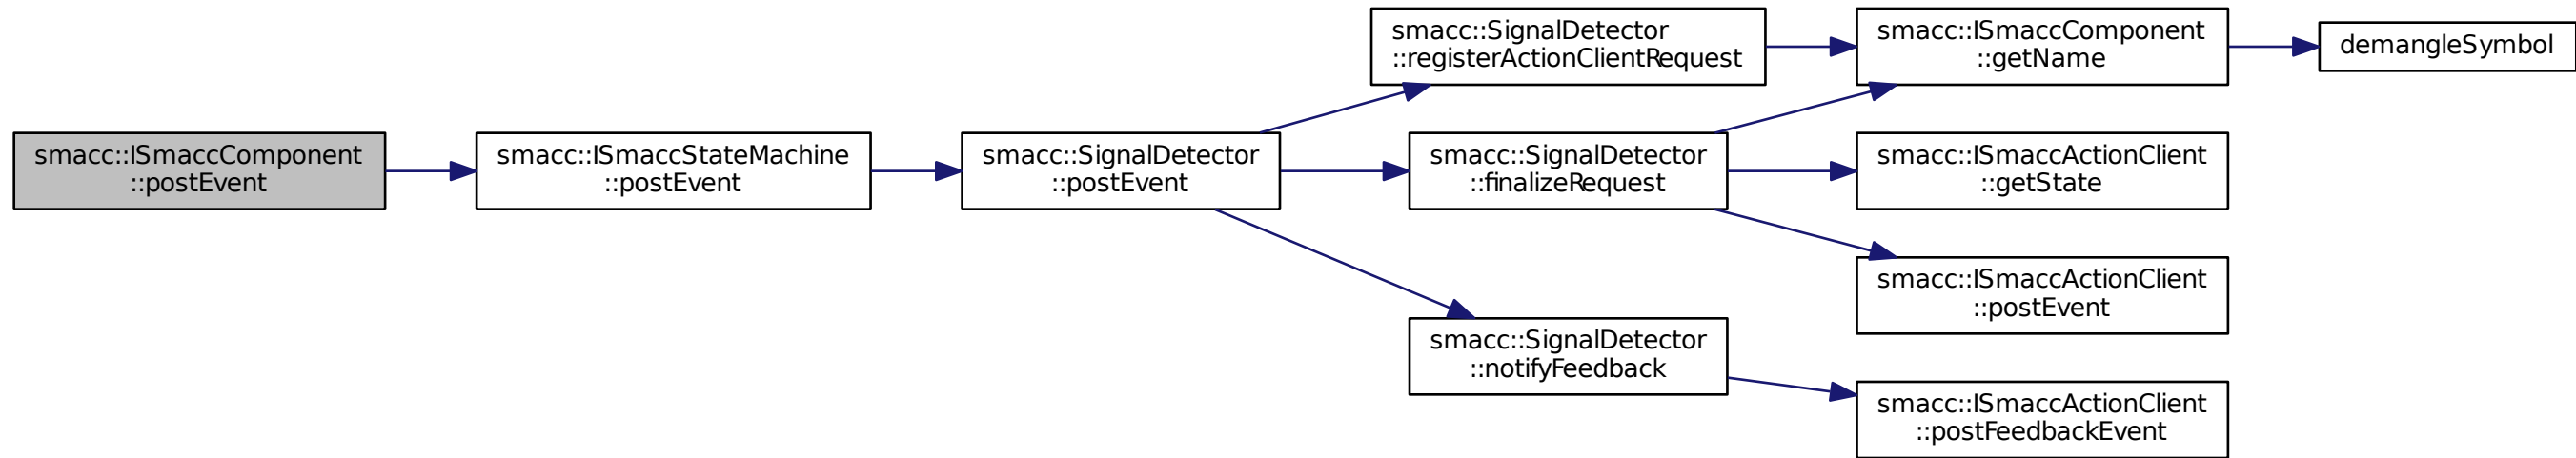 smacc::ISmaccComponent
::postEvent
smacc::ISmaccStateMachine
::postEvent
smacc::SignalDetector
::postEvent
smacc::SignalDetector
::registerActionClientRequest
smacc::SignalDetector
::finalizeRequest
smacc::SignalDetector
::notifyFeedback
smacc::ISmaccComponent
::getName
smacc::ISmaccActionClient
::getState
smacc::ISmaccActionClient
::postEvent
smacc::ISmaccActionClient
::postFeedbackEvent
demangleSymbol